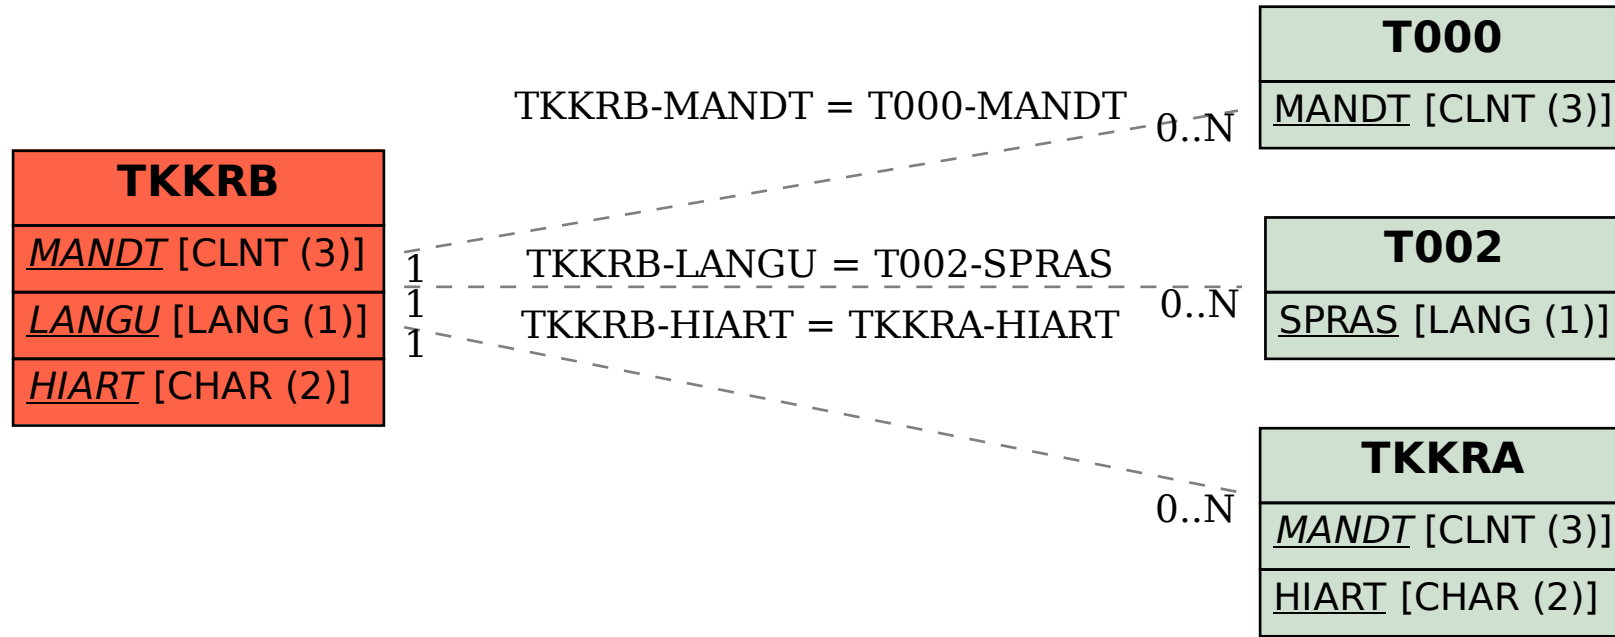 TKKRB
MANDT [CLNT (3)]
LANGU [LANG (1)]
HIART [CHAR (2)]
TKKRB-MANDT = T000-MANDT
1
0..N
TKKRB-LANGU = T002-SPRAS
1
0..N
TKKRB-HIART = TKKRA-HIART
1
0..N
T000
MANDT [CLNT (3)]
T002
SPRAS [LANG (1)]
TKKRA
MANDT [CLNT (3)]
HIART [CHAR (2)]